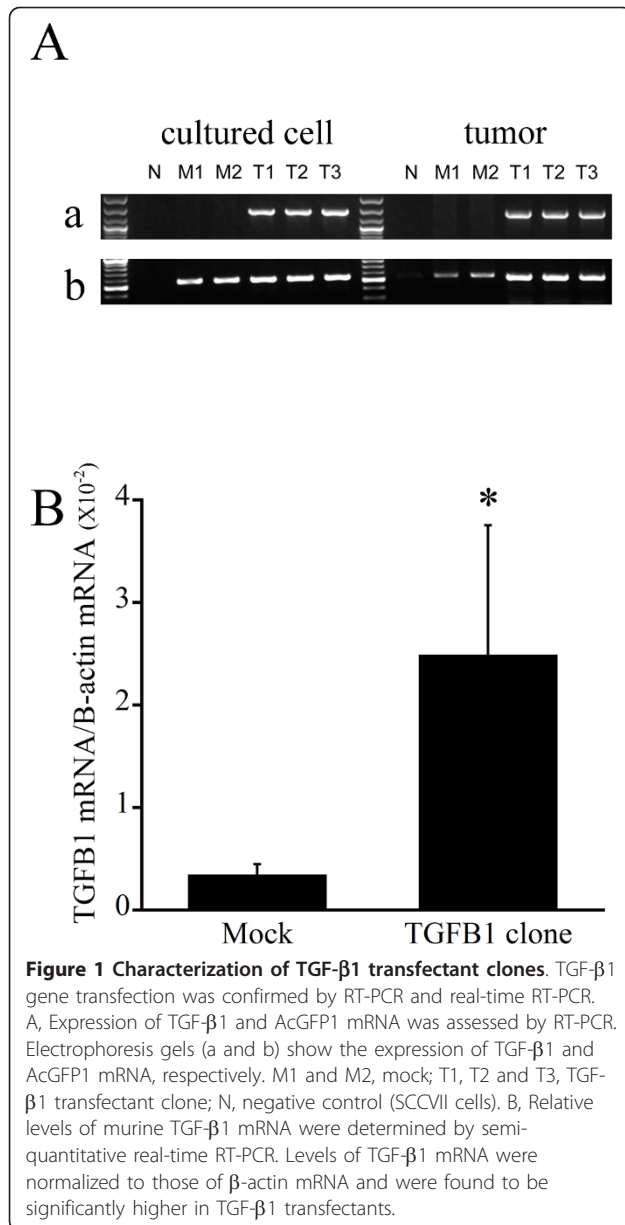 A
cultured cell tumor
N M1 M2 T1 T2 T3 N M1 M2 T1 T2 T3
a
b
B
TGFB1 mRNA/B-actin mRNA (X10⁻²)
4
3
2
1
0
*
Mock TGFB1 clone
Figure 1 Characterization of TGF-β1 transfectant clones. TGF-β1
gene transfection was confirmed by RT-PCR and real-time RT-PCR.
A, Expression of TGF-β1 and AcGFP1 mRNA was assessed by RT-PCR.
Electrophoresis gels (a and b) show the expression of TGF-β1 and
AcGFP1 mRNA, respectively. M1 and M2, mock; T1, T2 and T3, TGF-
β1 transfectant clone; N, negative control (SCCVII cells). B, Relative
levels of murine TGF-β1 mRNA were determined by semi-
quantitative real-time RT-PCR. Levels of TGF-β1 mRNA were
normalized to those of β-actin mRNA and were found to be
significantly higher in TGF-β1 transfectants.